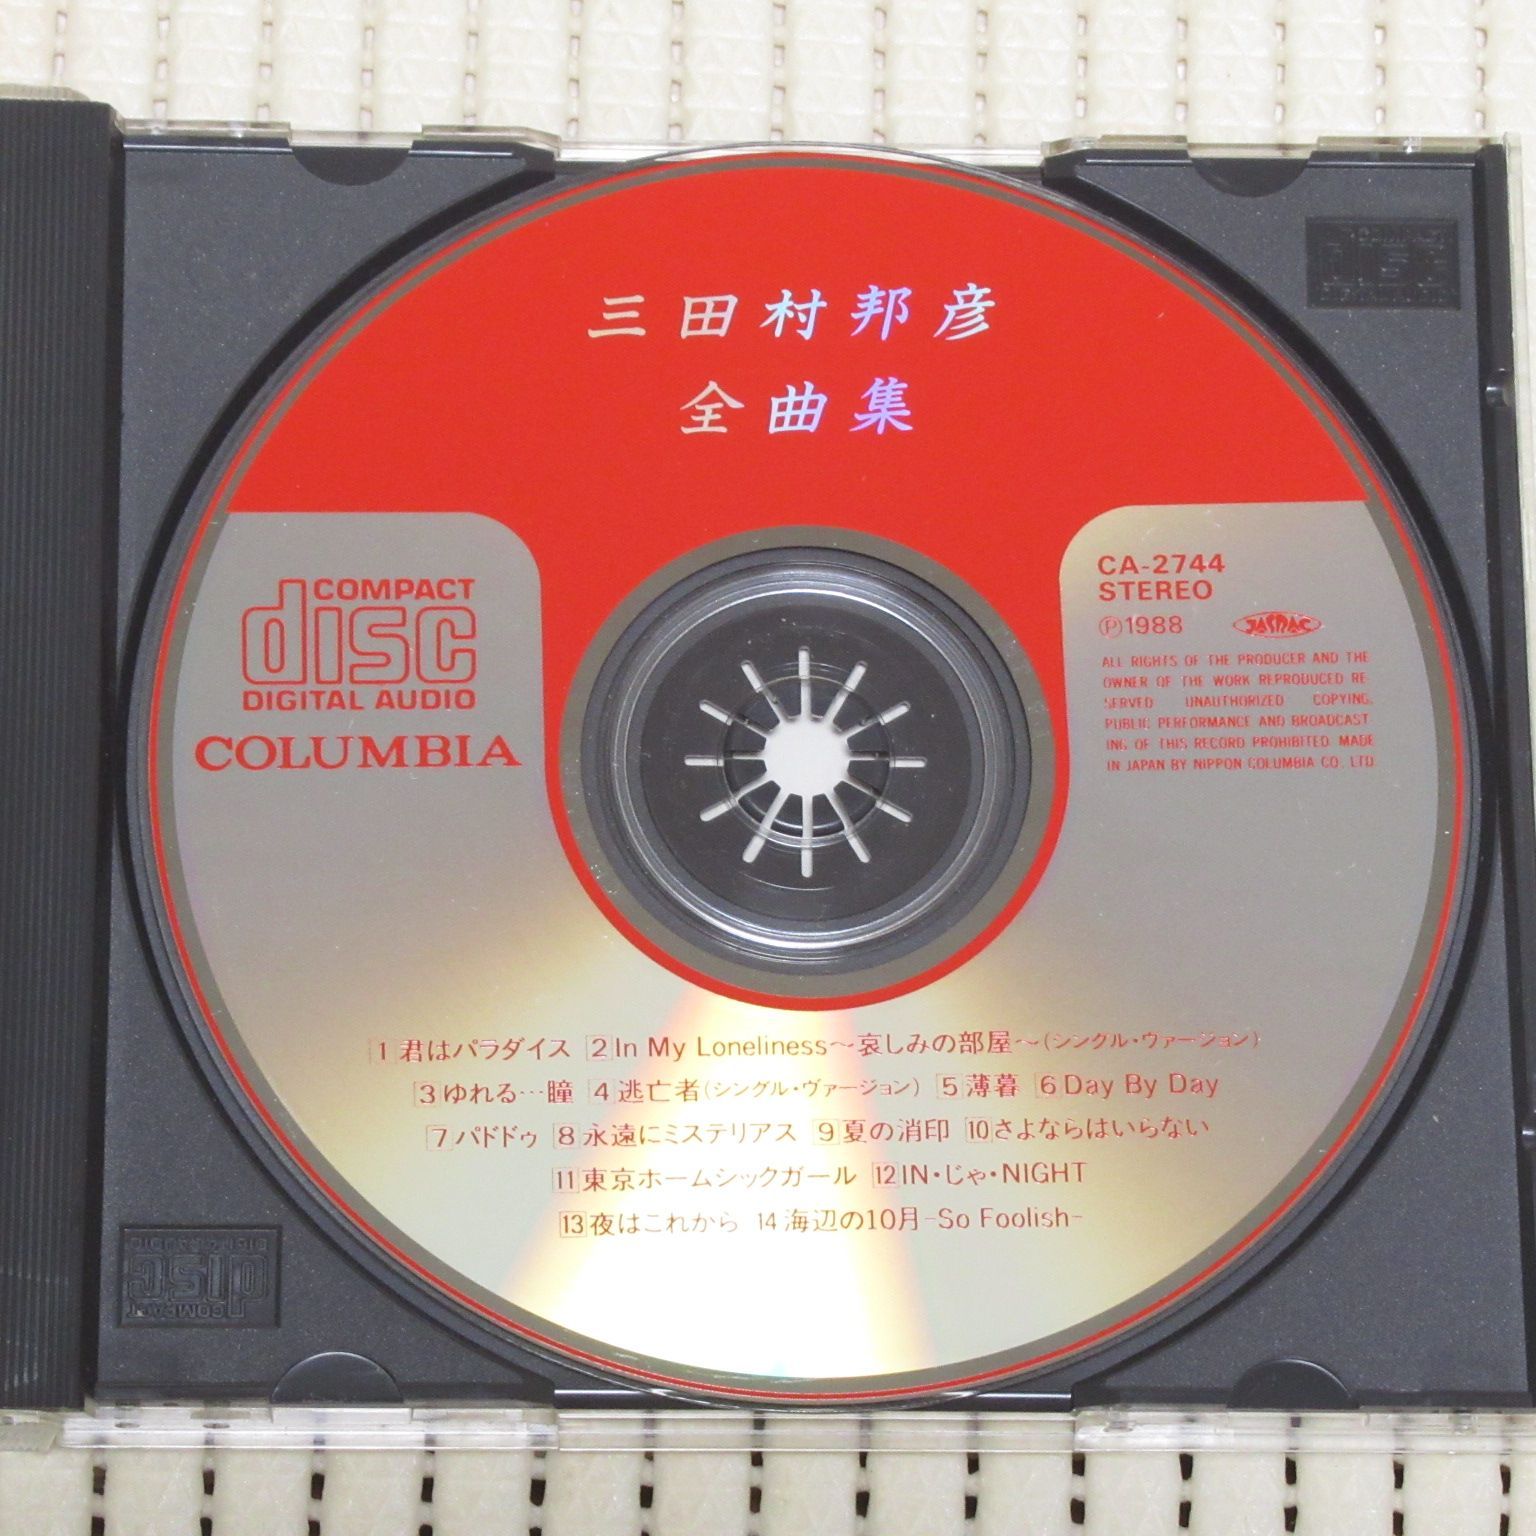 三田村邦彦
全曲集
COMPACT
disc
DIGITAL AUDIO
COLUMBIA
CA-2744
STEREO
Ⓟ1988 JASRAC
ALL RIGHTS OF THE PRODUCER AND THE
OWNER OF THE WORK REPRODUCED RE-
SERVED UNAUTHORIZED COPYING,
PUBLIC PERFORMANCE AND BROADCAST-
ING OF THIS RECORD PROHIBITED MADE
IN JAPAN BY NIPPON COLUMBIA CO., LTD.
1 君はパラダイス 2 In My Loneliness〜哀しみの部屋〜(シングル・ヴァージョン)
3 ゆれる…瞳 4 逃亡者(シングル・ヴァージョン) 5 薄暮 6 Day By Day
7 パドドゥ 8 永遠にミステリアス 9 夏の消印 10 さよならはいらない
11 東京ホームシックガール 12 IN・じゃ・NIGHT
13 夜はこれから 14 海辺の10月-So Foolish-
COMPACT
disc
DIGITAL AUDIO